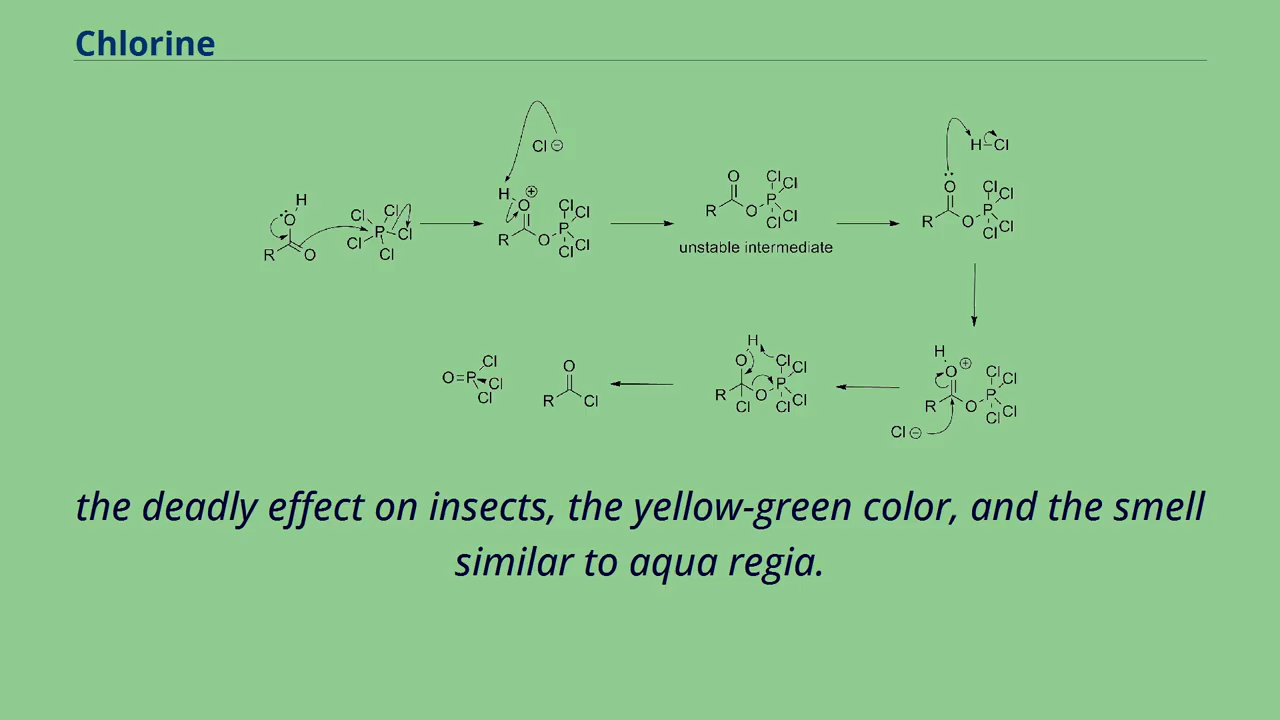 Chlorine
Cl ⊖
H
Cl
Cl
O
P
Cl
Cl
Cl
R
O
H
⊕
O
R
O
P
Cl
Cl
Cl
Cl
O
R
O
P
Cl
Cl
Cl
Cl
unstable intermediate
H–Cl
O
R
O
P
Cl
Cl
Cl
Cl
O=P
Cl
Cl
Cl
O
R
Cl
H
O
R
Cl
O
P
Cl
Cl
Cl
Cl
H
⊕
O
R
O
P
Cl
Cl
Cl
Cl
Cl ⊖
the deadly effect on insects, the yellow-green color, and the smell
similar to aqua regia.